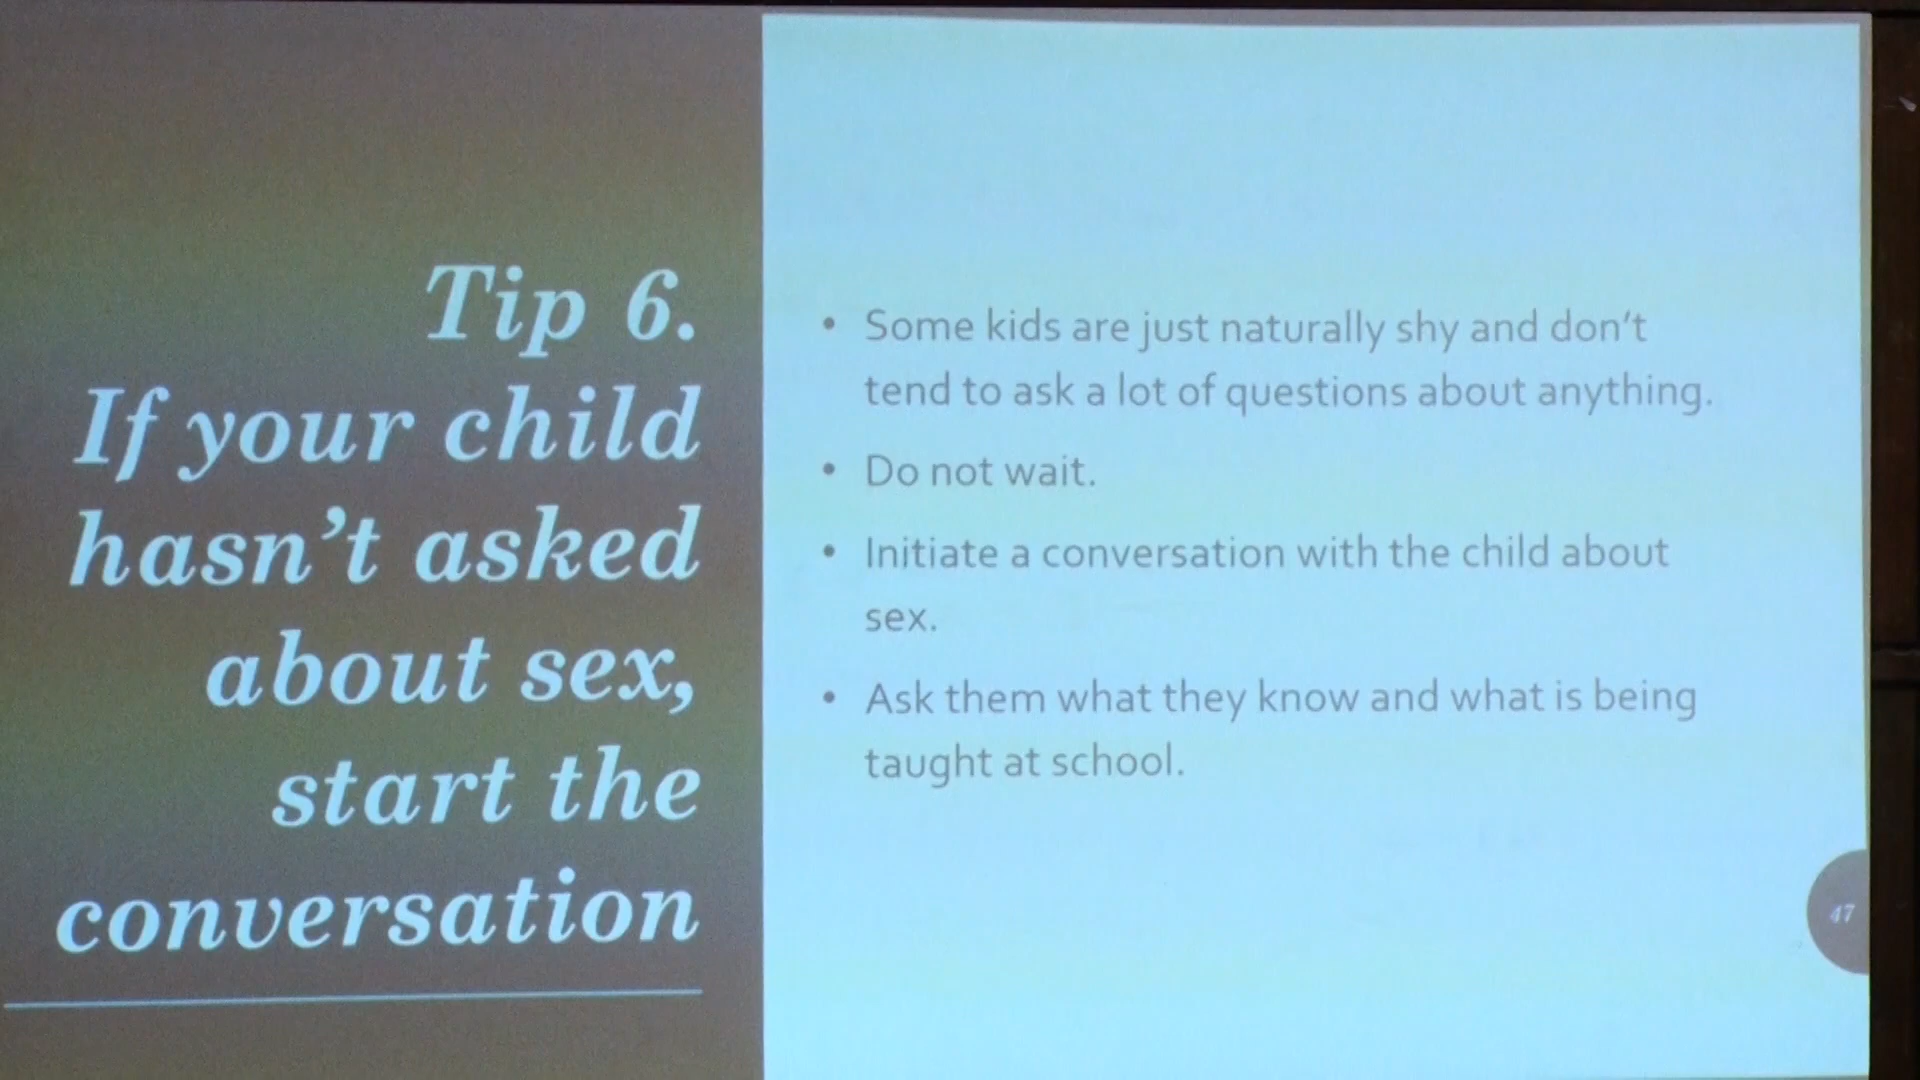 Tip 6.
If your child
hasn't asked
about sex,
start the
conversation
• Some kids are just naturally shy and don't
tend to ask a lot of questions about anything.
• Do not wait.
• Initiate a conversation with the child about
sex.
• Ask them what they know and what is being
taught at school.
47